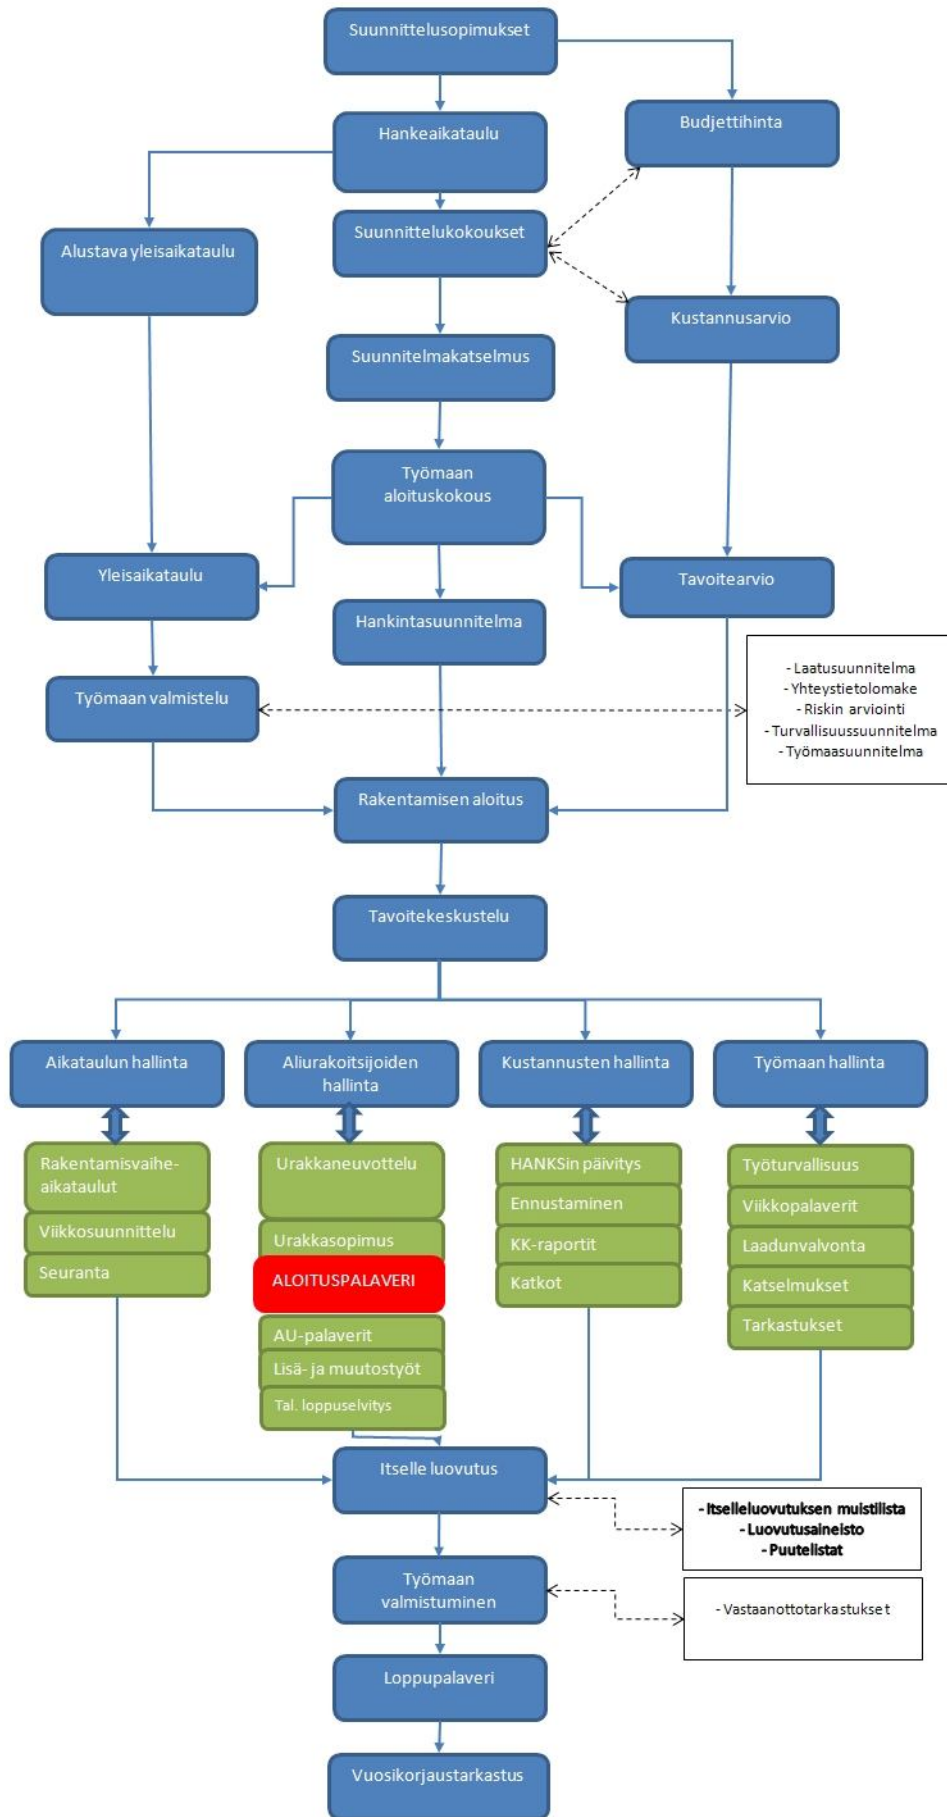 Suunnittelusopimukset
Budjettihinta
Hankeaikataulu
Suunnittelukokoukset
Alustava yleisaikataulu
Kustannusarvio
Suunnitelmakatselmus
Työmaan
aloituskokous
Yleisaikataulu
Tavoitearvio
Hankintasuunnitelma
- Laatusuunnitelma
- Yhteystietolomake
- Riskin arviointi
- Turvallisuussuunnitelma
- Työmaasuunnitelma
Työmaan valmistelu
Rakentamisen aloitus
Tavoitekeskustelu
Aikataulun hallinta
Aliurakoitsijoiden
hallinta
Kustannusten hallinta
Työmaan hallinta
Rakentamisvaihe-
aikataulut
Viikkosuunnittelu
Seuranta
Urakkaneuvottelu
Urakkasopimus
ALOITUSPALAVERI
AU-palaverit
Lisä- ja muutostyöt
Tal. loppuselvitys
HANKSin päivitys
Ennustaminen
KK-raportit
Katkot
Työturvallisuus
Viikkopalaverit
Laadunvalvonta
Katselmukset
Tarkastukset
Itselle luovutus
- Itselleluovutuksen muistilista
- Luovutusaineisto
- Puutelistat
Työmaan
valmistuminen
- Vastaanottotarkastukset
Loppupalaveri
Vuosikorjaustarkastus